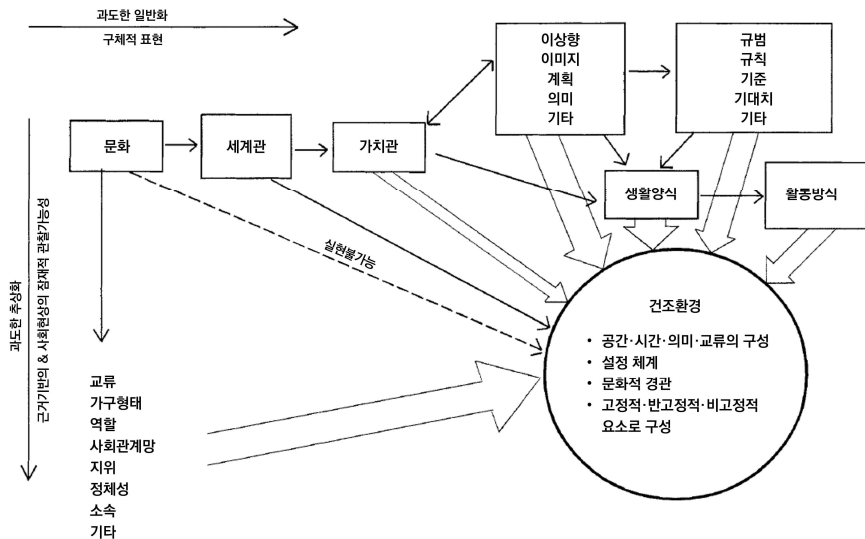 과도한 일반화
구체적 표현
이상향
이미지
계획
의미
기타
규범
규칙
기준
기대치
기타
문화
세계관
가치관
생활양식
활동방식
실현불가능
과도한 추상화
근거기반의 & 사회현상의 잠재적 관찰가능성
건조환경
• 공간·시간·의미·교류의 구성
• 설정 체계
• 문화적 경관
• 고정적·반고정적·비고정적
요소로 구성
교류
가구형태
역할
사회관계망
지위
정체성
소속
기타